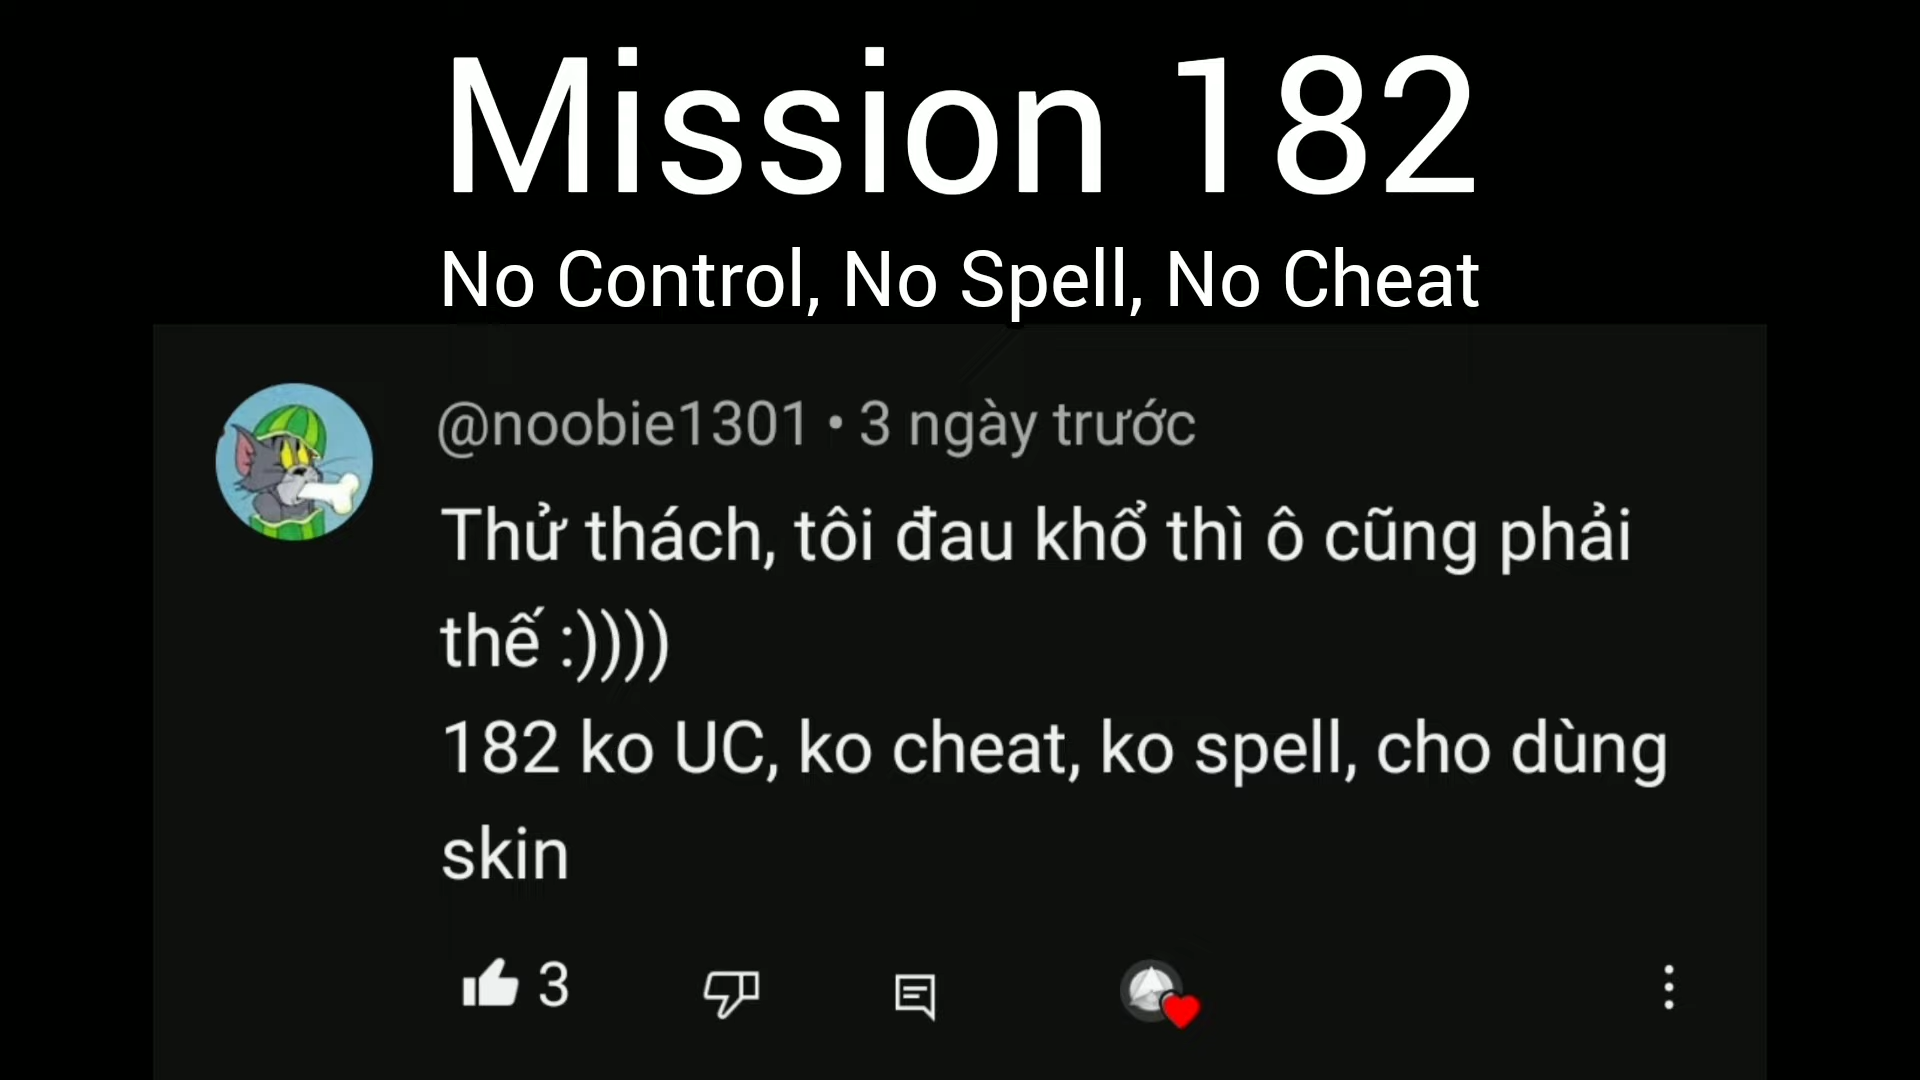 Mission 182
No Control, No Spell, No Cheat
@noobie1301 • 3 ngày trước
Thử thách, tôi đau khổ thì ô cũng phải
thế :))))
182 ko UC, ko cheat, ko spell, cho dùng
skin
3